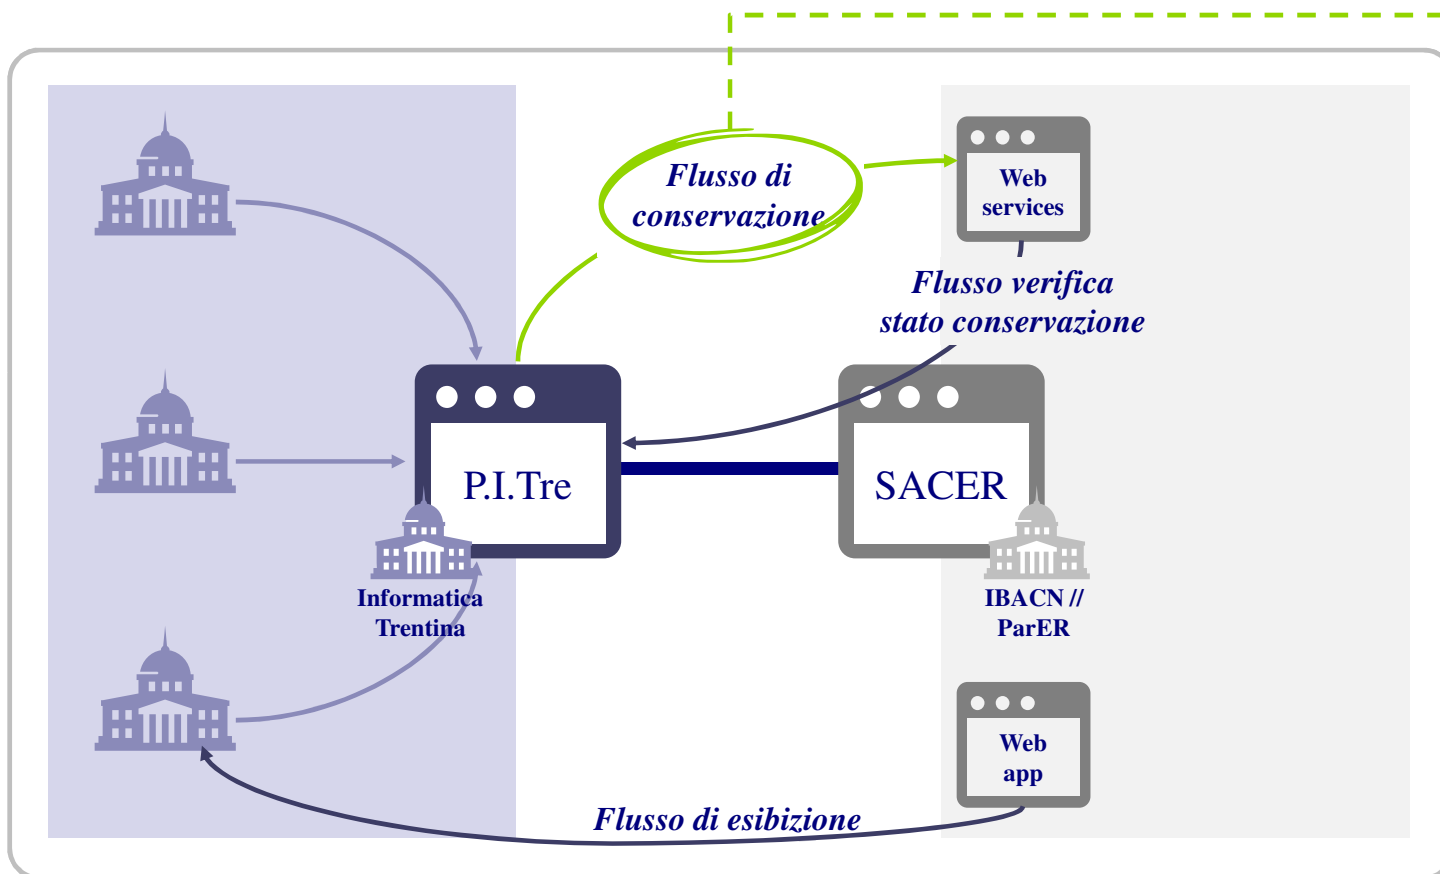 Flusso di
conservazione
Web
services
Flusso verifica
stato conservazione
P.I.Tre
SACER
Informatica
Trentina
IBACN //
ParER
Web
app
Flusso di esibizione